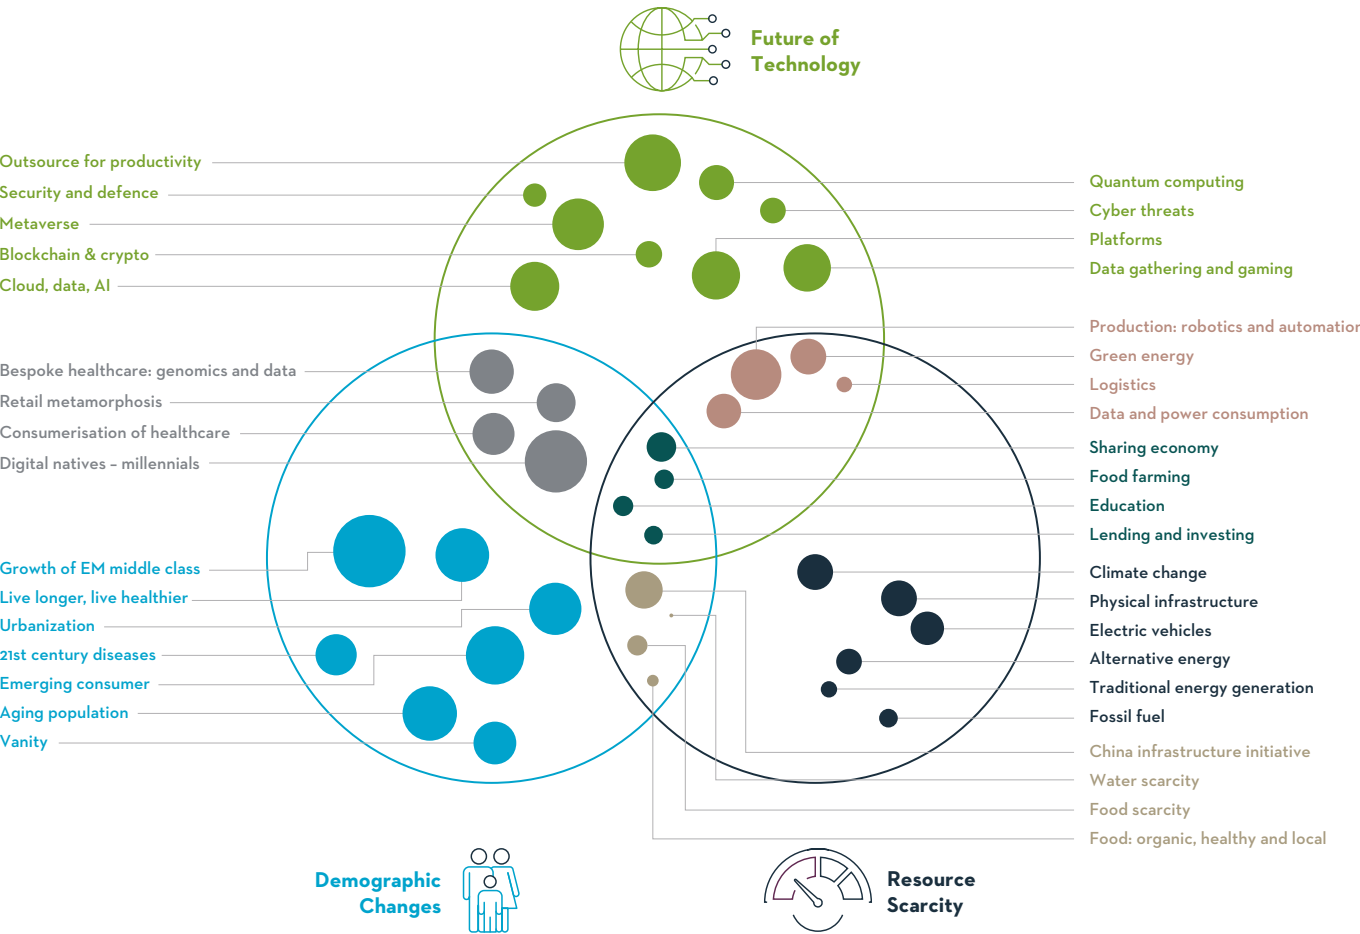 Future of
Technology
Outsource for productivity
Security and defence
Metaverse
Blockchain & crypto
Cloud, data, AI
Quantum computing
Cyber threats
Platforms
Data gathering and gaming
Bespoke healthcare: genomics and data
Retail metamorphosis
Consumerisation of healthcare
Digital natives – millennials
Production: robotics and automation
Green energy
Logistics
Data and power consumption
Sharing economy
Food farming
Education
Lending and investing
Growth of EM middle class
Live longer, live healthier
Urbanization
21st century diseases
Emerging consumer
Aging population
Vanity
Climate change
Physical infrastructure
Electric vehicles
Alternative energy
Traditional energy generation
Fossil fuel
China infrastructure initiative
Water scarcity
Food scarcity
Food: organic, healthy and local
Demographic
Changes
Resource
Scarcity